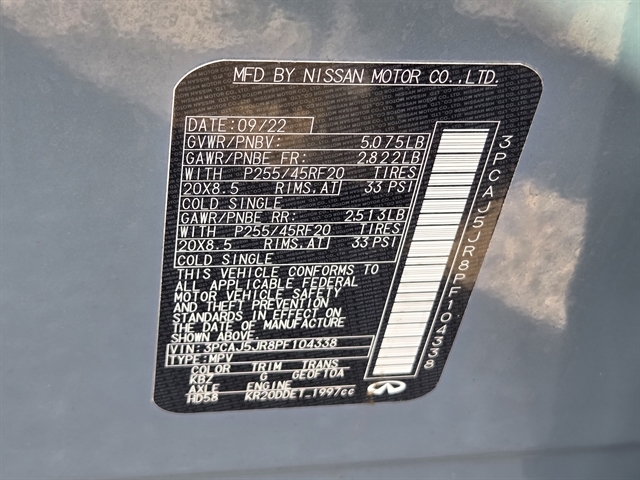 MFD BY NISSAN MOTOR CO.,LTD.
DATE:09/22
GVWR/PNBV: 5,075LB
GAWR/PNBE FR: 2,822LB
WITH P255/45RF20 TIRES
20X8.5 RIMS,AT 33 PSI
COLD SINGLE
GAWR/PNBE RR: 2,513LB
WITH P255/45RF20 TIRES
20X8.5 RIMS,AT 33 PSI
COLD SINGLE
THIS VEHICLE CONFORMS TO
ALL APPLICABLE FEDERAL
MOTOR VEHICLE SAFETY
AND THEFT PREVENTION
STANDARDS IN EFFECT ON
THE DATE OF MANUFACTURE
SHOWN ABOVE.
VIN: 3PCAJ5JR8PF104338
TYPE: MPV
COLOR TRIM TRANS
KBZ G GE0F10A
AXLE ENGINE
HD58 KR20DDET 1997cc
3PCAJ5JR8PF104338